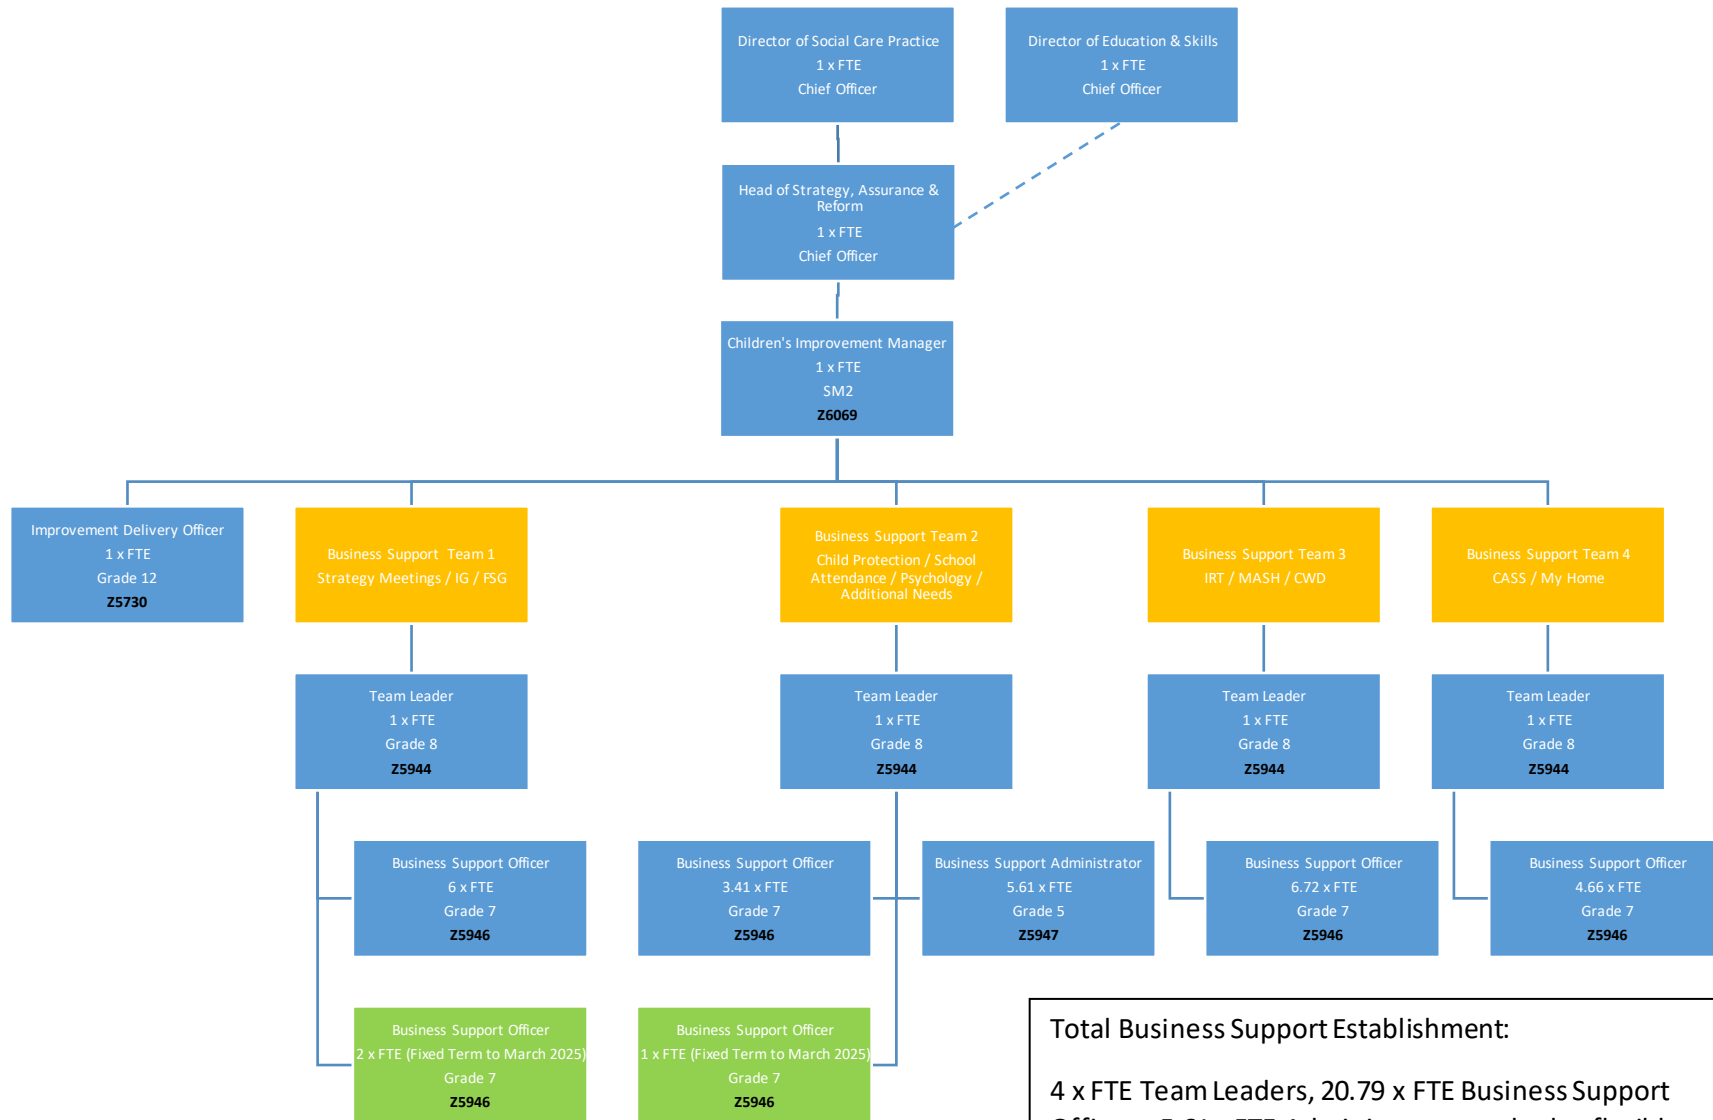 Director of Social Care Practice
1 x FTE
Chief Officer
Director of Education & Skills
1 x FTE
Chief Officer
Head of Strategy, Assurance &
Reform
1 x FTE
Chief Officer
Children's Improvement Manager
1 x FTE
SM2
Z6069
Improvement Delivery Officer
1 x FTE
Grade 12
Z5730
Business Support Team 1
Strategy Meetings / IG / FSG
Business Support Team 2
Child Protection / School
Attendance / Psychology /
Additional Needs
Business Support Team 3
IRT / MASH / CWD
Business Support Team 4
CASS / My Home
Team Leader
1 x FTE
Grade 8
Z5944
Team Leader
1 x FTE
Grade 8
Z5944
Team Leader
1 x FTE
Grade 8
Z5944
Team Leader
1 x FTE
Grade 8
Z5944
Business Support Officer
6 x FTE
Grade 7
Z5946
Business Support Officer
3.41 x FTE
Grade 7
Z5946
Business Support Administrator
5.61 x FTE
Grade 5
Z5947
Business Support Officer
6.72 x FTE
Grade 7
Z5946
Business Support Officer
4.66 x FTE
Grade 7
Z5946
Business Support Officer
2 x FTE (Fixed Term to March 2025)
Grade 7
Z5946
Business Support Officer
1 x FTE (Fixed Term to March 2025)
Grade 7
Z5946
Total Business Support Establishment:
4 x FTE Team Leaders, 20.79 x FTE Business Support